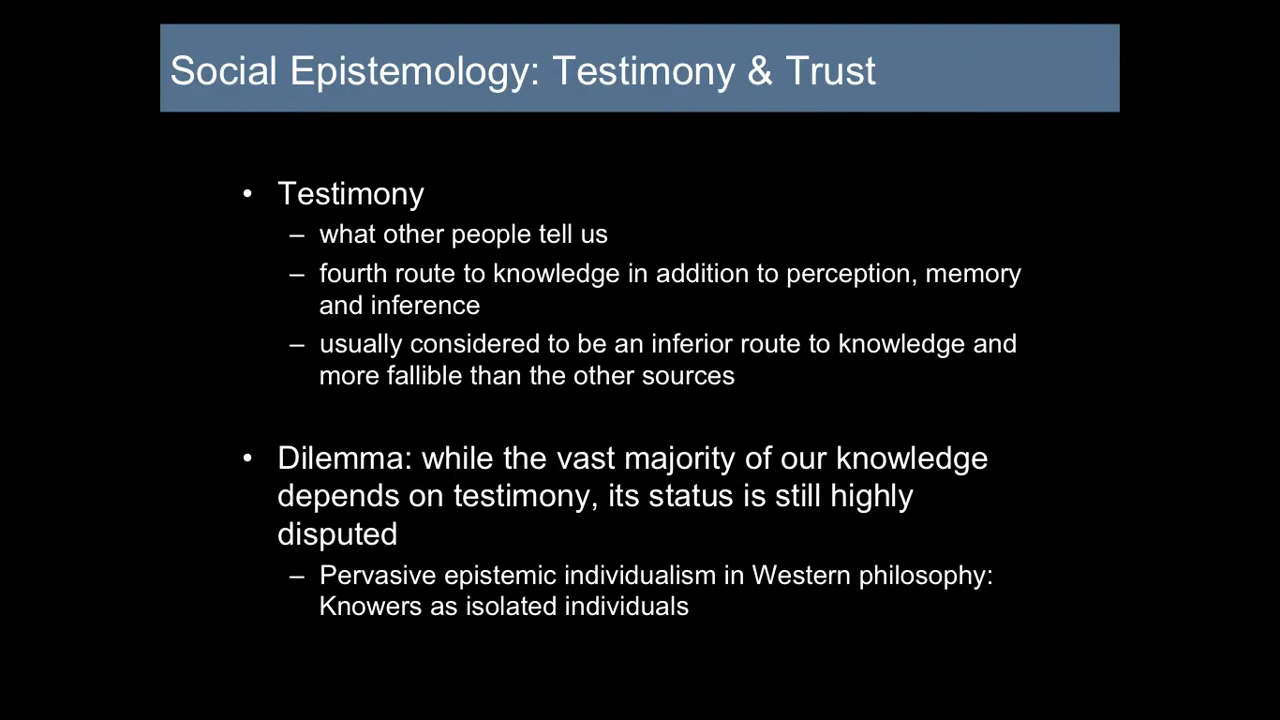 Social Epistemology: Testimony & Trust
• Testimony
– what other people tell us
– fourth route to knowledge in addition to perception, memory
and inference
– usually considered to be an inferior route to knowledge and
more fallible than the other sources
• Dilemma: while the vast majority of our knowledge
depends on testimony, its status is still highly
disputed
– Pervasive epistemic individualism in Western philosophy:
Knowers as isolated individuals